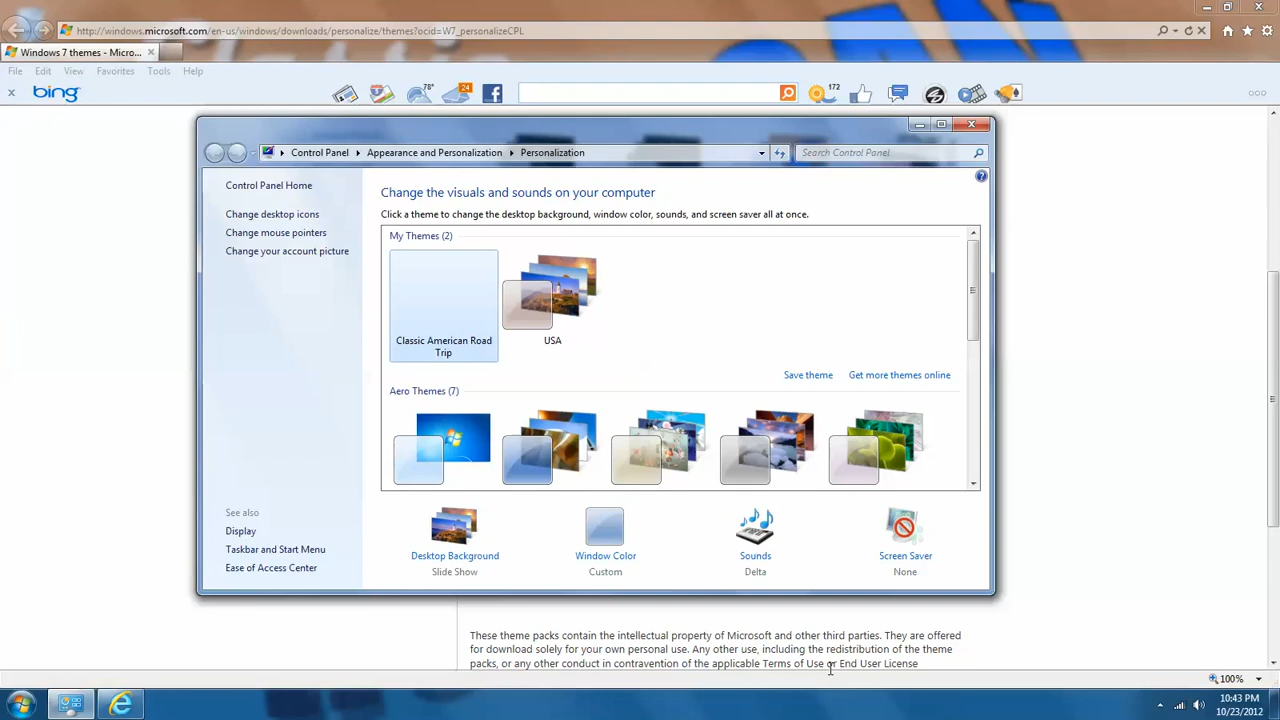 http://windows.microsoft.com/en-us/windows/downloads/personalize/themes?ocid=W7_personalizeCPL
Windows 7 themes - Micro...
File Edit View Favorites Tools Help
bing
24
78°
172
Control Panel Appearance and Personalization Personalization
Search Control Panel
Control Panel Home
Change desktop icons
Change mouse pointers
Change your account picture
Change the visuals and sounds on your computer
Click a theme to change the desktop background, window color, sounds, and screen saver all at once.
My Themes (2)
Classic American Road
Trip
USA
Save theme Get more themes online
Aero Themes (7)
See also
Display
Taskbar and Start Menu
Ease of Access Center
Desktop Background
Slide Show
Window Color
Custom
Sounds
Delta
Screen Saver
None
These theme packs contain the intellectual property of Microsoft and other third parties. They are offered
for download solely for your own personal use. Any other use, including the redistribution of the theme
packs, or any other conduct in contravention of the applicable Terms of Use or End User License
100%
10:43 PM
10/23/2012